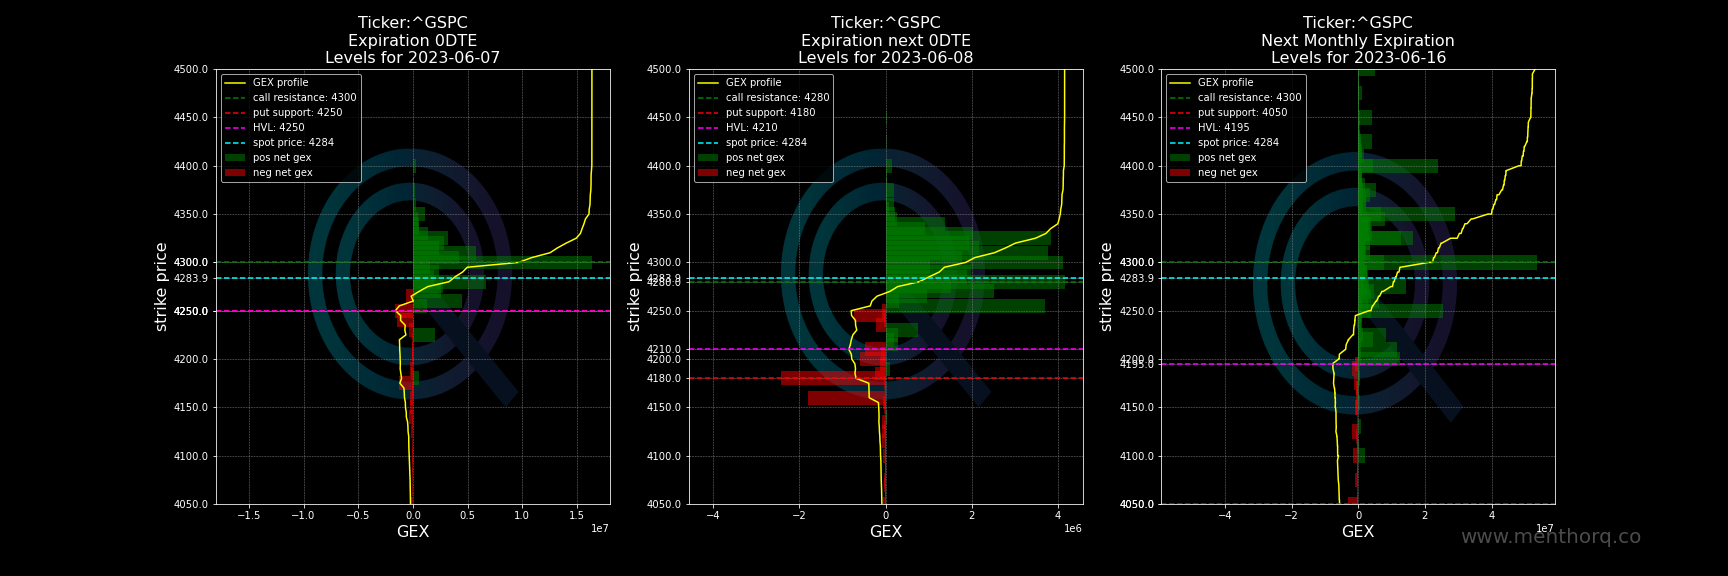 Ticker:^GSPC
Expiration 0DTE
Levels for 2023-06-07
GEX profile
call resistance: 4300
put support: 4250
HVL: 4250
spot price: 4284
pos net gex
neg net gex
strike price
4500.0
4450.0
4400.0
4350.0
4300.0
4283.9
4250.0
4200.0
4150.0
4100.0
4050.0
−1.5
−1.0
−0.5
0.0
0.5
1.0
1.5
1e7
GEX
Ticker:^GSPC
Expiration next 0DTE
Levels for 2023-06-08
GEX profile
call resistance: 4280
put support: 4180
HVL: 4210
spot price: 4284
pos net gex
neg net gex
strike price
4500.0
4450.0
4400.0
4350.0
4300.0
4283.9
4280.0
4250.0
4210.0
4200.0
4180.0
4150.0
4100.0
4050.0
−4
−2
0
2
4
1e6
GEX
Ticker:^GSPC
Next Monthly Expiration
Levels for 2023-06-16
GEX profile
call resistance: 4300
put support: 4050
HVL: 4195
spot price: 4284
pos net gex
neg net gex
strike price
4500.0
4450.0
4400.0
4350.0
4300.0
4283.9
4250.0
4200.0
4195.0
4150.0
4100.0
4050.0
−4
−2
0
2
4
1e7
GEX
www.menthorq.co